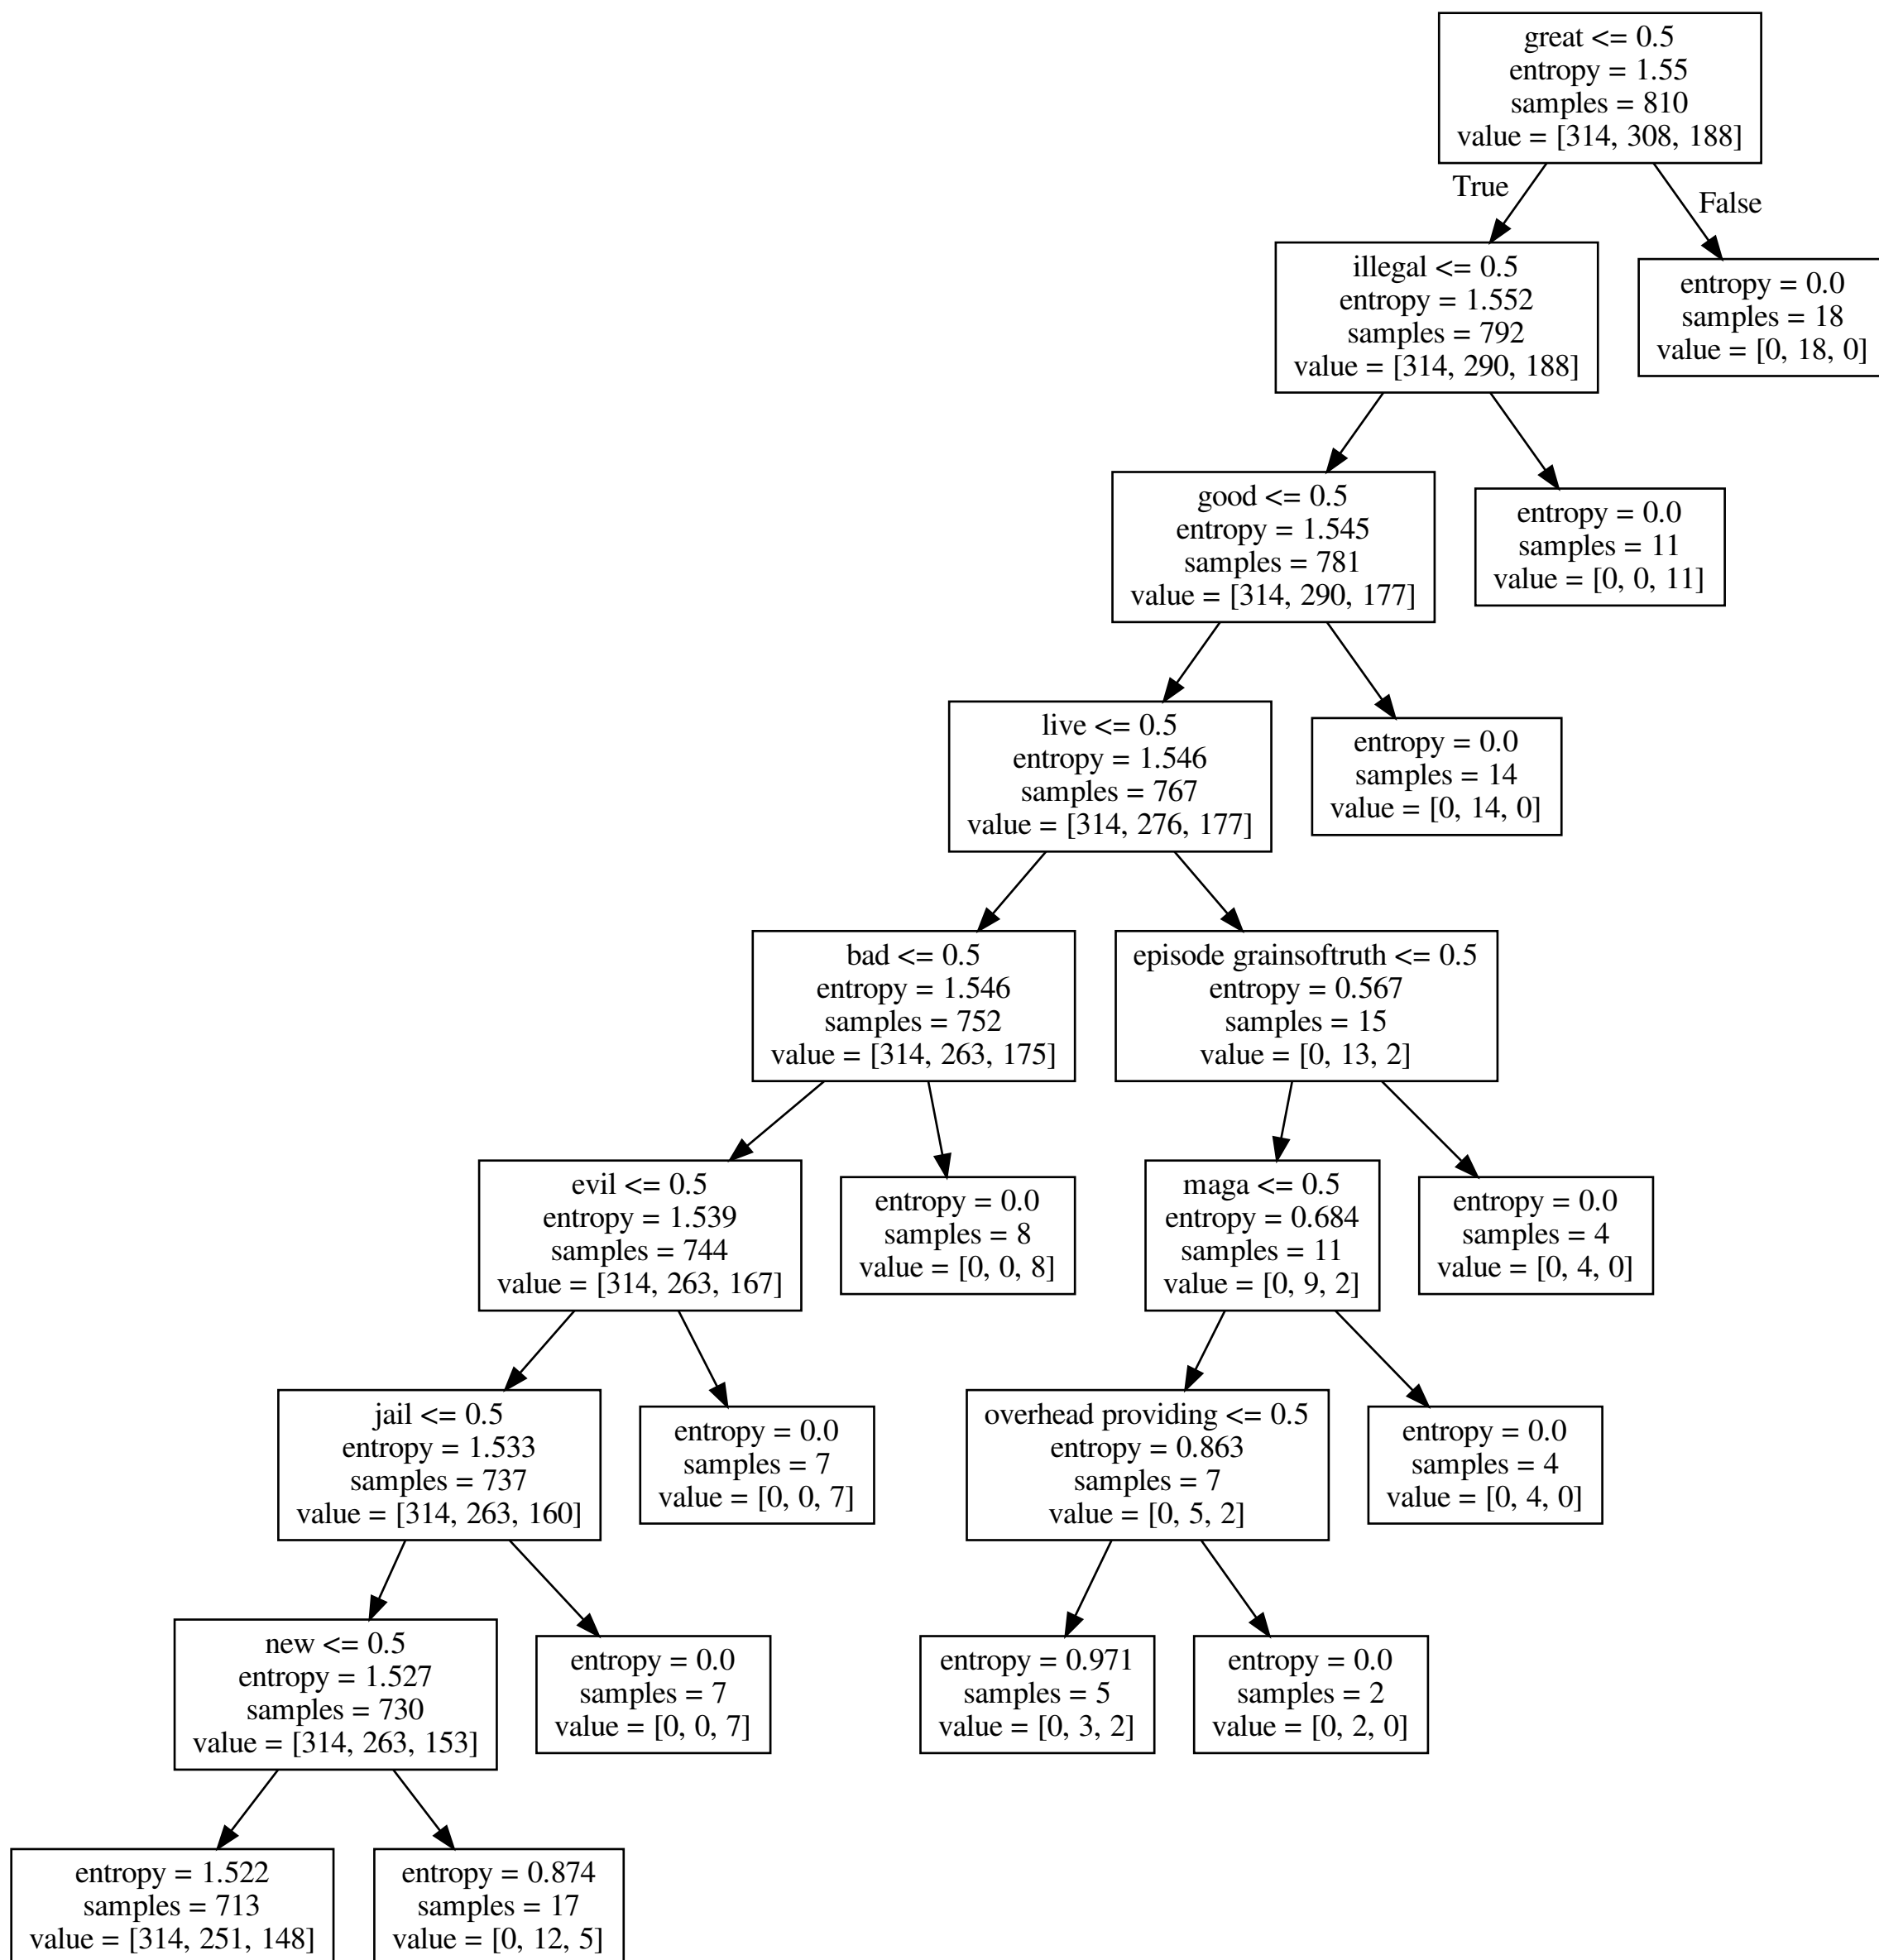 great <= 0.5
entropy = 1.55
samples = 810
value = [314, 308, 188]
True
False
illegal <= 0.5
entropy = 1.552
samples = 792
value = [314, 290, 188]
entropy = 0.0
samples = 18
value = [0, 18, 0]
good <= 0.5
entropy = 1.545
samples = 781
value = [314, 290, 177]
entropy = 0.0
samples = 11
value = [0, 0, 11]
live <= 0.5
entropy = 1.546
samples = 767
value = [314, 276, 177]
entropy = 0.0
samples = 14
value = [0, 14, 0]
bad <= 0.5
entropy = 1.546
samples = 752
value = [314, 263, 175]
episode grainsoftruth <= 0.5
entropy = 0.567
samples = 15
value = [0, 13, 2]
evil <= 0.5
entropy = 1.539
samples = 744
value = [314, 263, 167]
entropy = 0.0
samples = 8
value = [0, 0, 8]
maga <= 0.5
entropy = 0.684
samples = 11
value = [0, 9, 2]
entropy = 0.0
samples = 4
value = [0, 4, 0]
jail <= 0.5
entropy = 1.533
samples = 737
value = [314, 263, 160]
entropy = 0.0
samples = 7
value = [0, 0, 7]
overhead providing <= 0.5
entropy = 0.863
samples = 7
value = [0, 5, 2]
entropy = 0.0
samples = 4
value = [0, 4, 0]
new <= 0.5
entropy = 1.527
samples = 730
value = [314, 263, 153]
entropy = 0.0
samples = 7
value = [0, 0, 7]
entropy = 0.971
samples = 5
value = [0, 3, 2]
entropy = 0.0
samples = 2
value = [0, 2, 0]
entropy = 1.522
samples = 713
value = [314, 251, 148]
entropy = 0.874
samples = 17
value = [0, 12, 5]